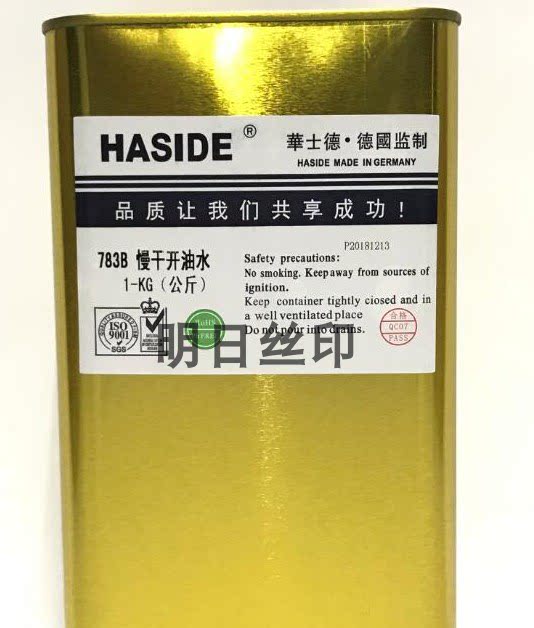 HASIDE ®
華士德·德國监制
HASIDE MADE IN GERMANY
品质让我们共享成功!
783B 慢干开油水
1-KG (公斤)
P20181213
Safety precautions:
No smoking. Keep away from sources of
ignition.
Keep container tightly ciosed and in
a well ventilated place
Do not pour into drains.
ISO
9001
SGS
RoHS
合格
QC07
PASS
明日丝印